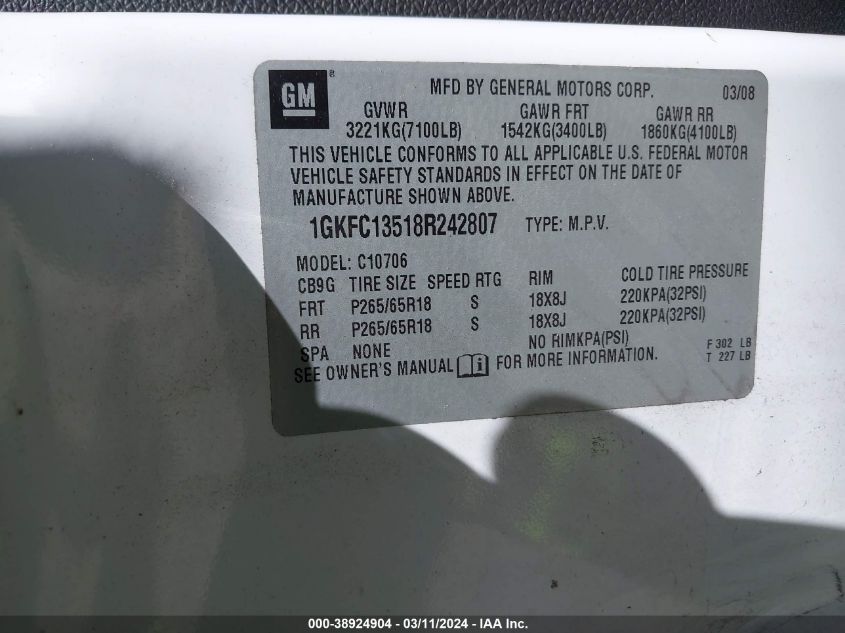 GM ® MFD BY GENERAL MOTORS CORP. 03/08
GVWR GAWR FRT GAWR RR
3221KG(7100LB) 1542KG(3400LB) 1860KG(4100LB)
THIS VEHICLE CONFORMS TO ALL APPLICABLE U.S. FEDERAL MOTOR
VEHICLE SAFETY STANDARDS IN EFFECT ON THE DATE OF
MANUFACTURE SHOWN ABOVE.
1GKFC13518R242807 TYPE: M.P.V.
MODEL: C10706
CB9G TIRE SIZE SPEED RTG RIM COLD TIRE PRESSURE
FRT P265/65R18 S 18X8J 220KPA(32PSI)
RR P265/65R18 S 18X8J 220KPA(32PSI)
SPA NONE NO RIMKPA(PSI) F 302 LB
SEE OWNER'S MANUAL i FOR MORE INFORMATION. T 227 LB
000-38924904 - 03/11/2024 - IAA Inc.